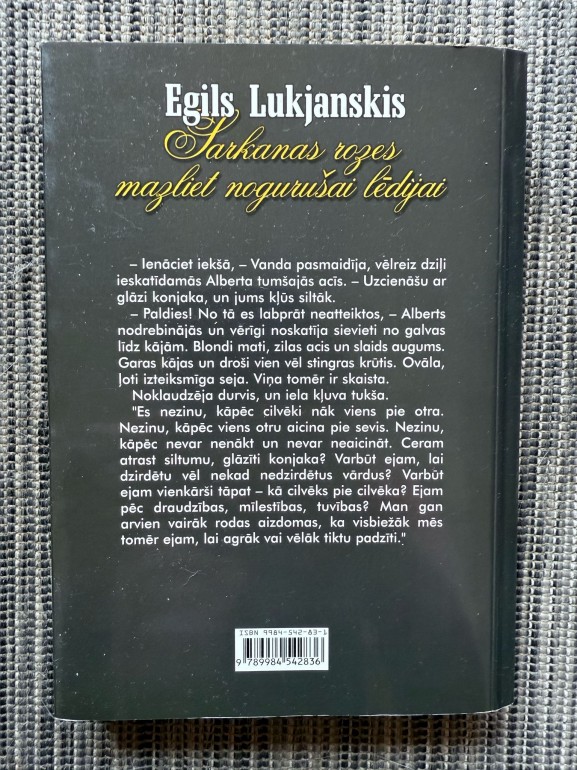 Egils Lukjanskis
Sarkanas rozes
mazliet nogurušai lēdijai
– Ienāciet iekšā, – Vanda pasmaidīja, vēlreiz dziļi
ieskatīdamās Alberta tumšajās acīs. – Uzcienāšu ar
glāzi konjaka, un jums kļūs siltāk.
– Paldies! No tā es labprāt neatteiktos, – Alberts
nodrebinājās un vērīgi noskatīja sievieti no galvas
līdz kājām. Blondi mati, zilas acis un slaids augums.
Garas kājas un droši vien vēl stingras krūtis. Ovāla,
ļoti izteiksmīga seja. Viņa tomēr ir skaista.
Noklaudzēja durvis, un iela kļuva tukša.
"Es nezinu, kāpēc cilvēki nāk viens pie otra.
Nezinu, kāpēc viens otru aicina pie sevis. Nezinu,
kāpēc nevar nenākt un nevar neaicināt. Ceram
atrast siltumu, glāzīti konjaka? Varbūt ejam, lai
dzirdētu vēl nekad nedzirdētus vārdus? Varbūt
ejam vienkārši tāpat – kā cilvēks pie cilvēka? Ejam
pēc draudzības, mīlestības, tuvības? Man gan
arvien vairāk rodas aizdomas, ka visbiežāk mēs
tomēr ejam, lai agrāk vai vēlāk tiktu padzīti."
ISBN 9984-542-83-1
9 789984 542836